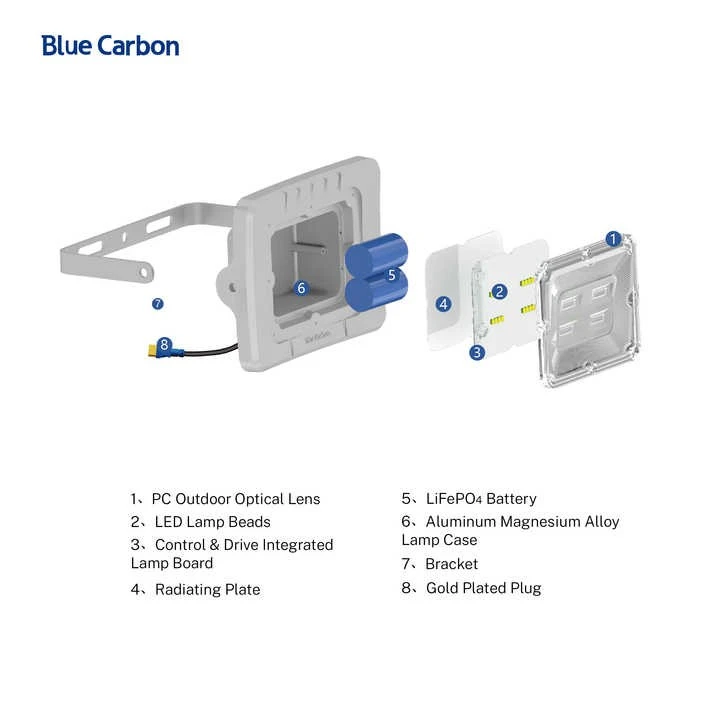 Blue Carbon
1
2
3
4
5
6
7
8
1、PC Outdoor Optical Lens
2、LED Lamp Beads
3、Control & Drive Integrated
Lamp Board
4、Radiating Plate
5、LiFePO₄ Battery
6、Aluminum Magnesium Alloy
Lamp Case
7、Bracket
8、Gold Plated Plug